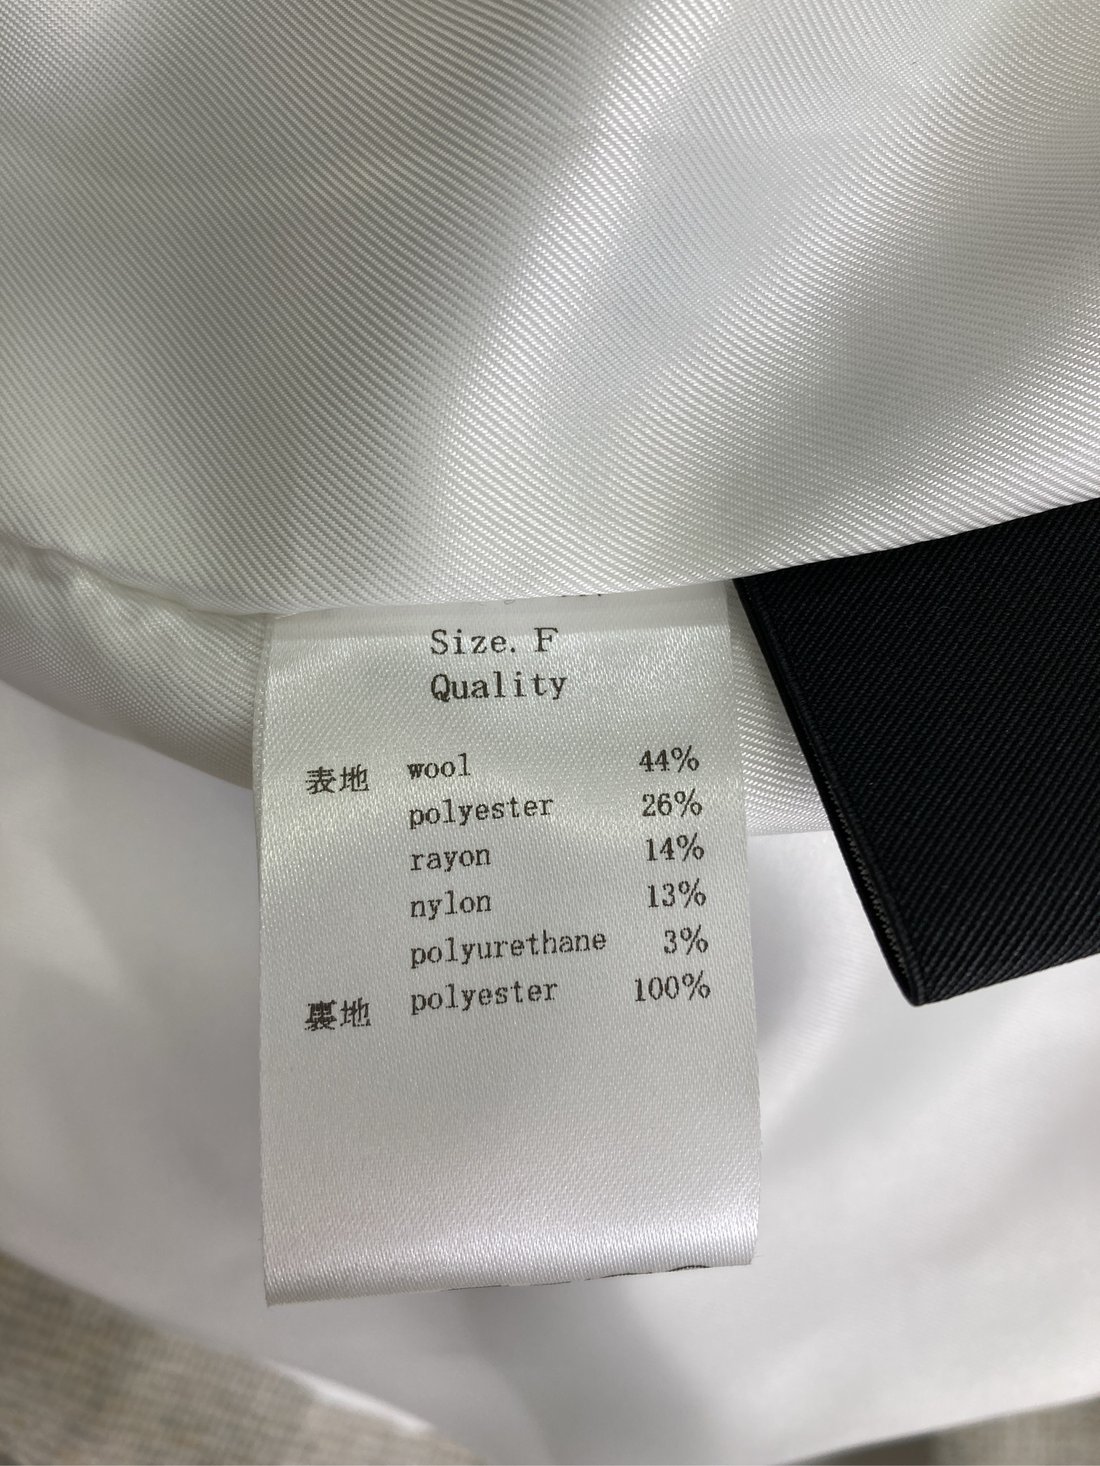 Size. F
Quality
表地 wool 44%
polyester 26%
rayon 14%
nylon 13%
polyurethane 3%
裏地 polyester 100%